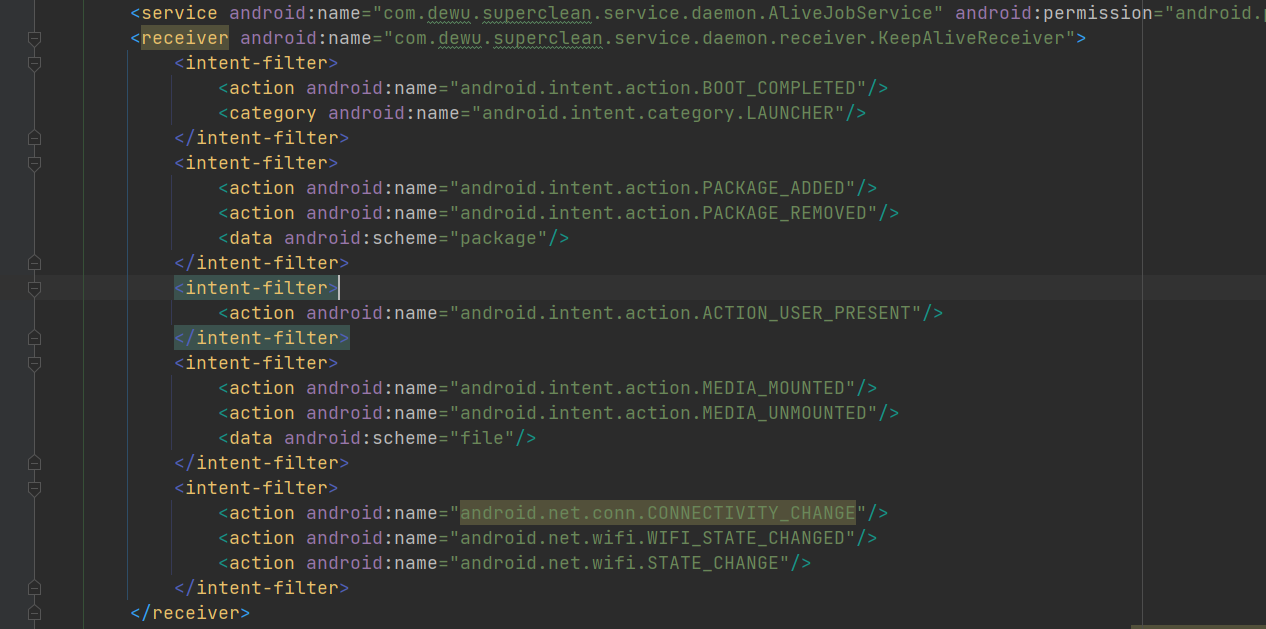 <service android:name="com.dewu.superclean.service.daemon.AliveJobService" android:permission="android.
<receiver android:name="com.dewu.superclean.service.daemon.receiver.KeepAliveReceiver">
<intent-filter>
<action android:name="android.intent.action.BOOT_COMPLETED"/>
<category android:name="android.intent.category.LAUNCHER"/>
</intent-filter>
<intent-filter>
<action android:name="android.intent.action.PACKAGE_ADDED"/>
<action android:name="android.intent.action.PACKAGE_REMOVED"/>
<data android:scheme="package"/>
</intent-filter>
<intent-filter>
<action android:name="android.intent.action.ACTION_USER_PRESENT"/>
</intent-filter>
<intent-filter>
<action android:name="android.intent.action.MEDIA_MOUNTED"/>
<action android:name="android.intent.action.MEDIA_UNMOUNTED"/>
<data android:scheme="file"/>
</intent-filter>
<intent-filter>
<action android:name="android.net.conn.CONNECTIVITY_CHANGE"/>
<action android:name="android.net.wifi.WIFI_STATE_CHANGED"/>
<action android:name="android.net.wifi.STATE_CHANGE"/>
</intent-filter>
</receiver>